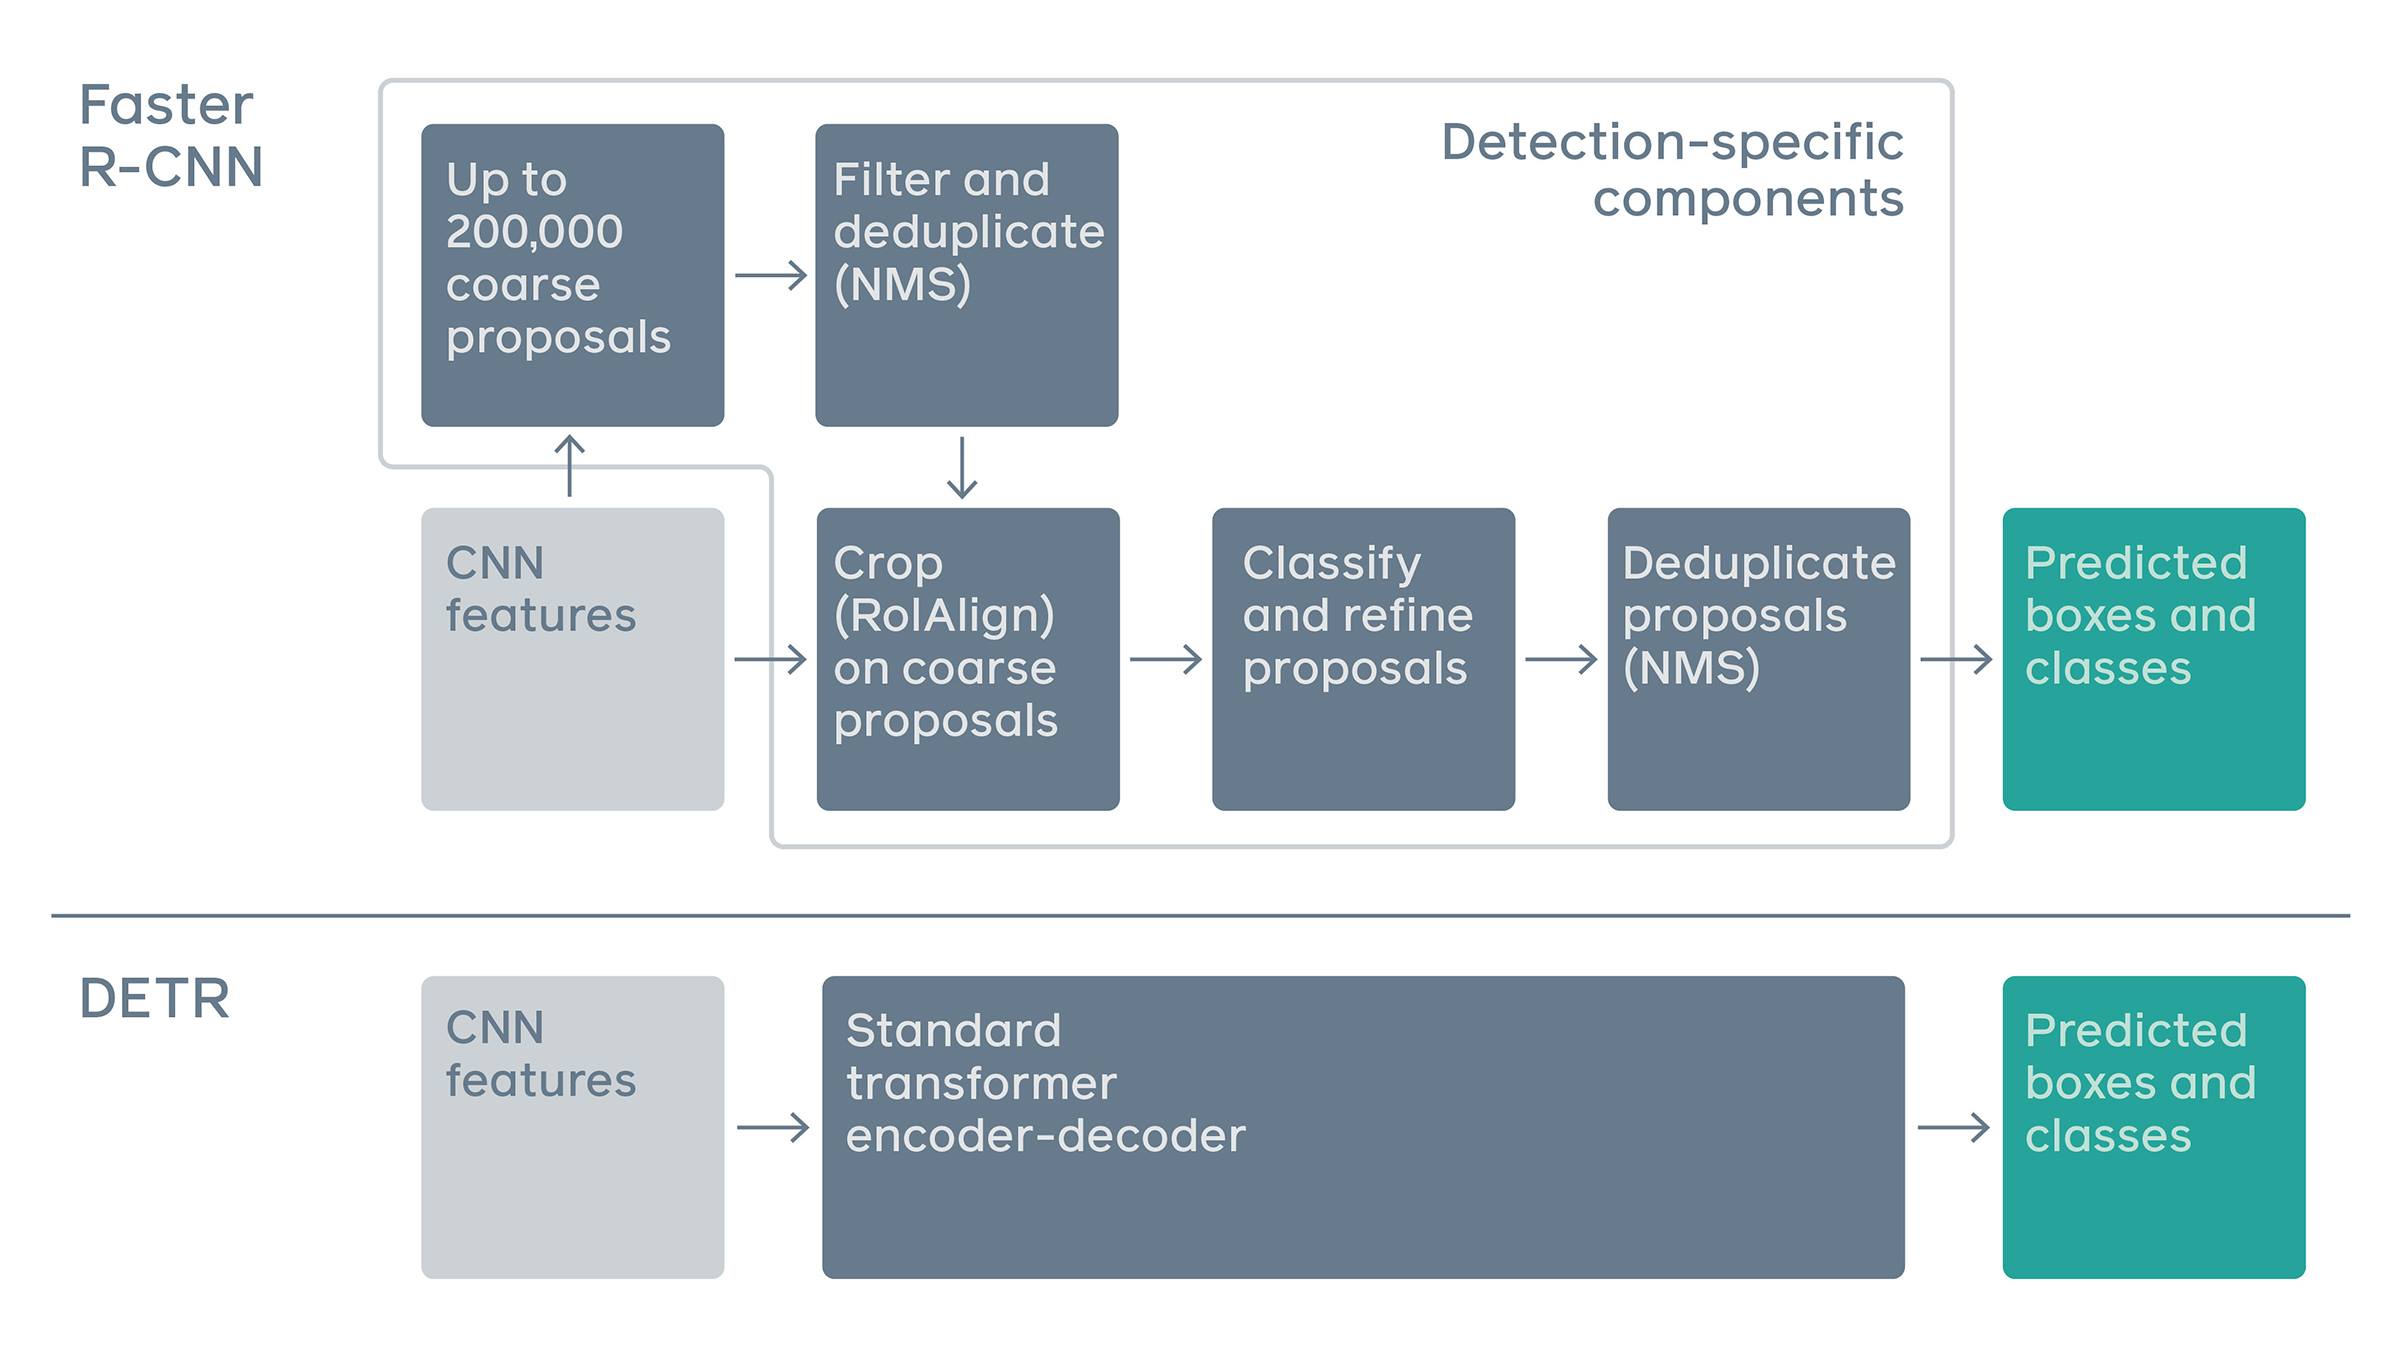 Faster
R-CNN
Up to
200,000
coarse
proposals
Filter and
deduplicate
(NMS)
Detection-specific
components
CNN
features
Crop
(RolAlign)
on coarse
proposals
Classify
and refine
proposals
Deduplicate
proposals
(NMS)
Predicted
boxes and
classes
DETR
CNN
features
Standard
transformer
encoder-decoder
Predicted
boxes and
classes